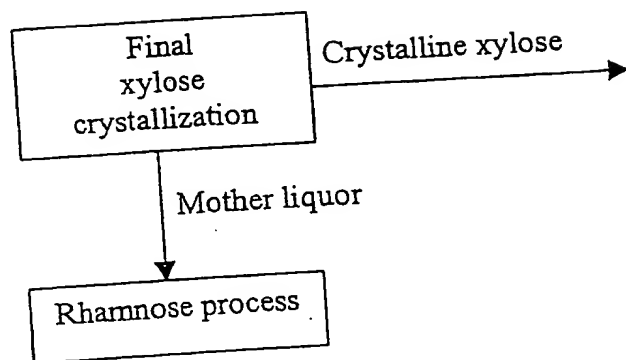 Final
xylose
crystallization
Crystalline xylose
Mother liquor
Rhamnose process